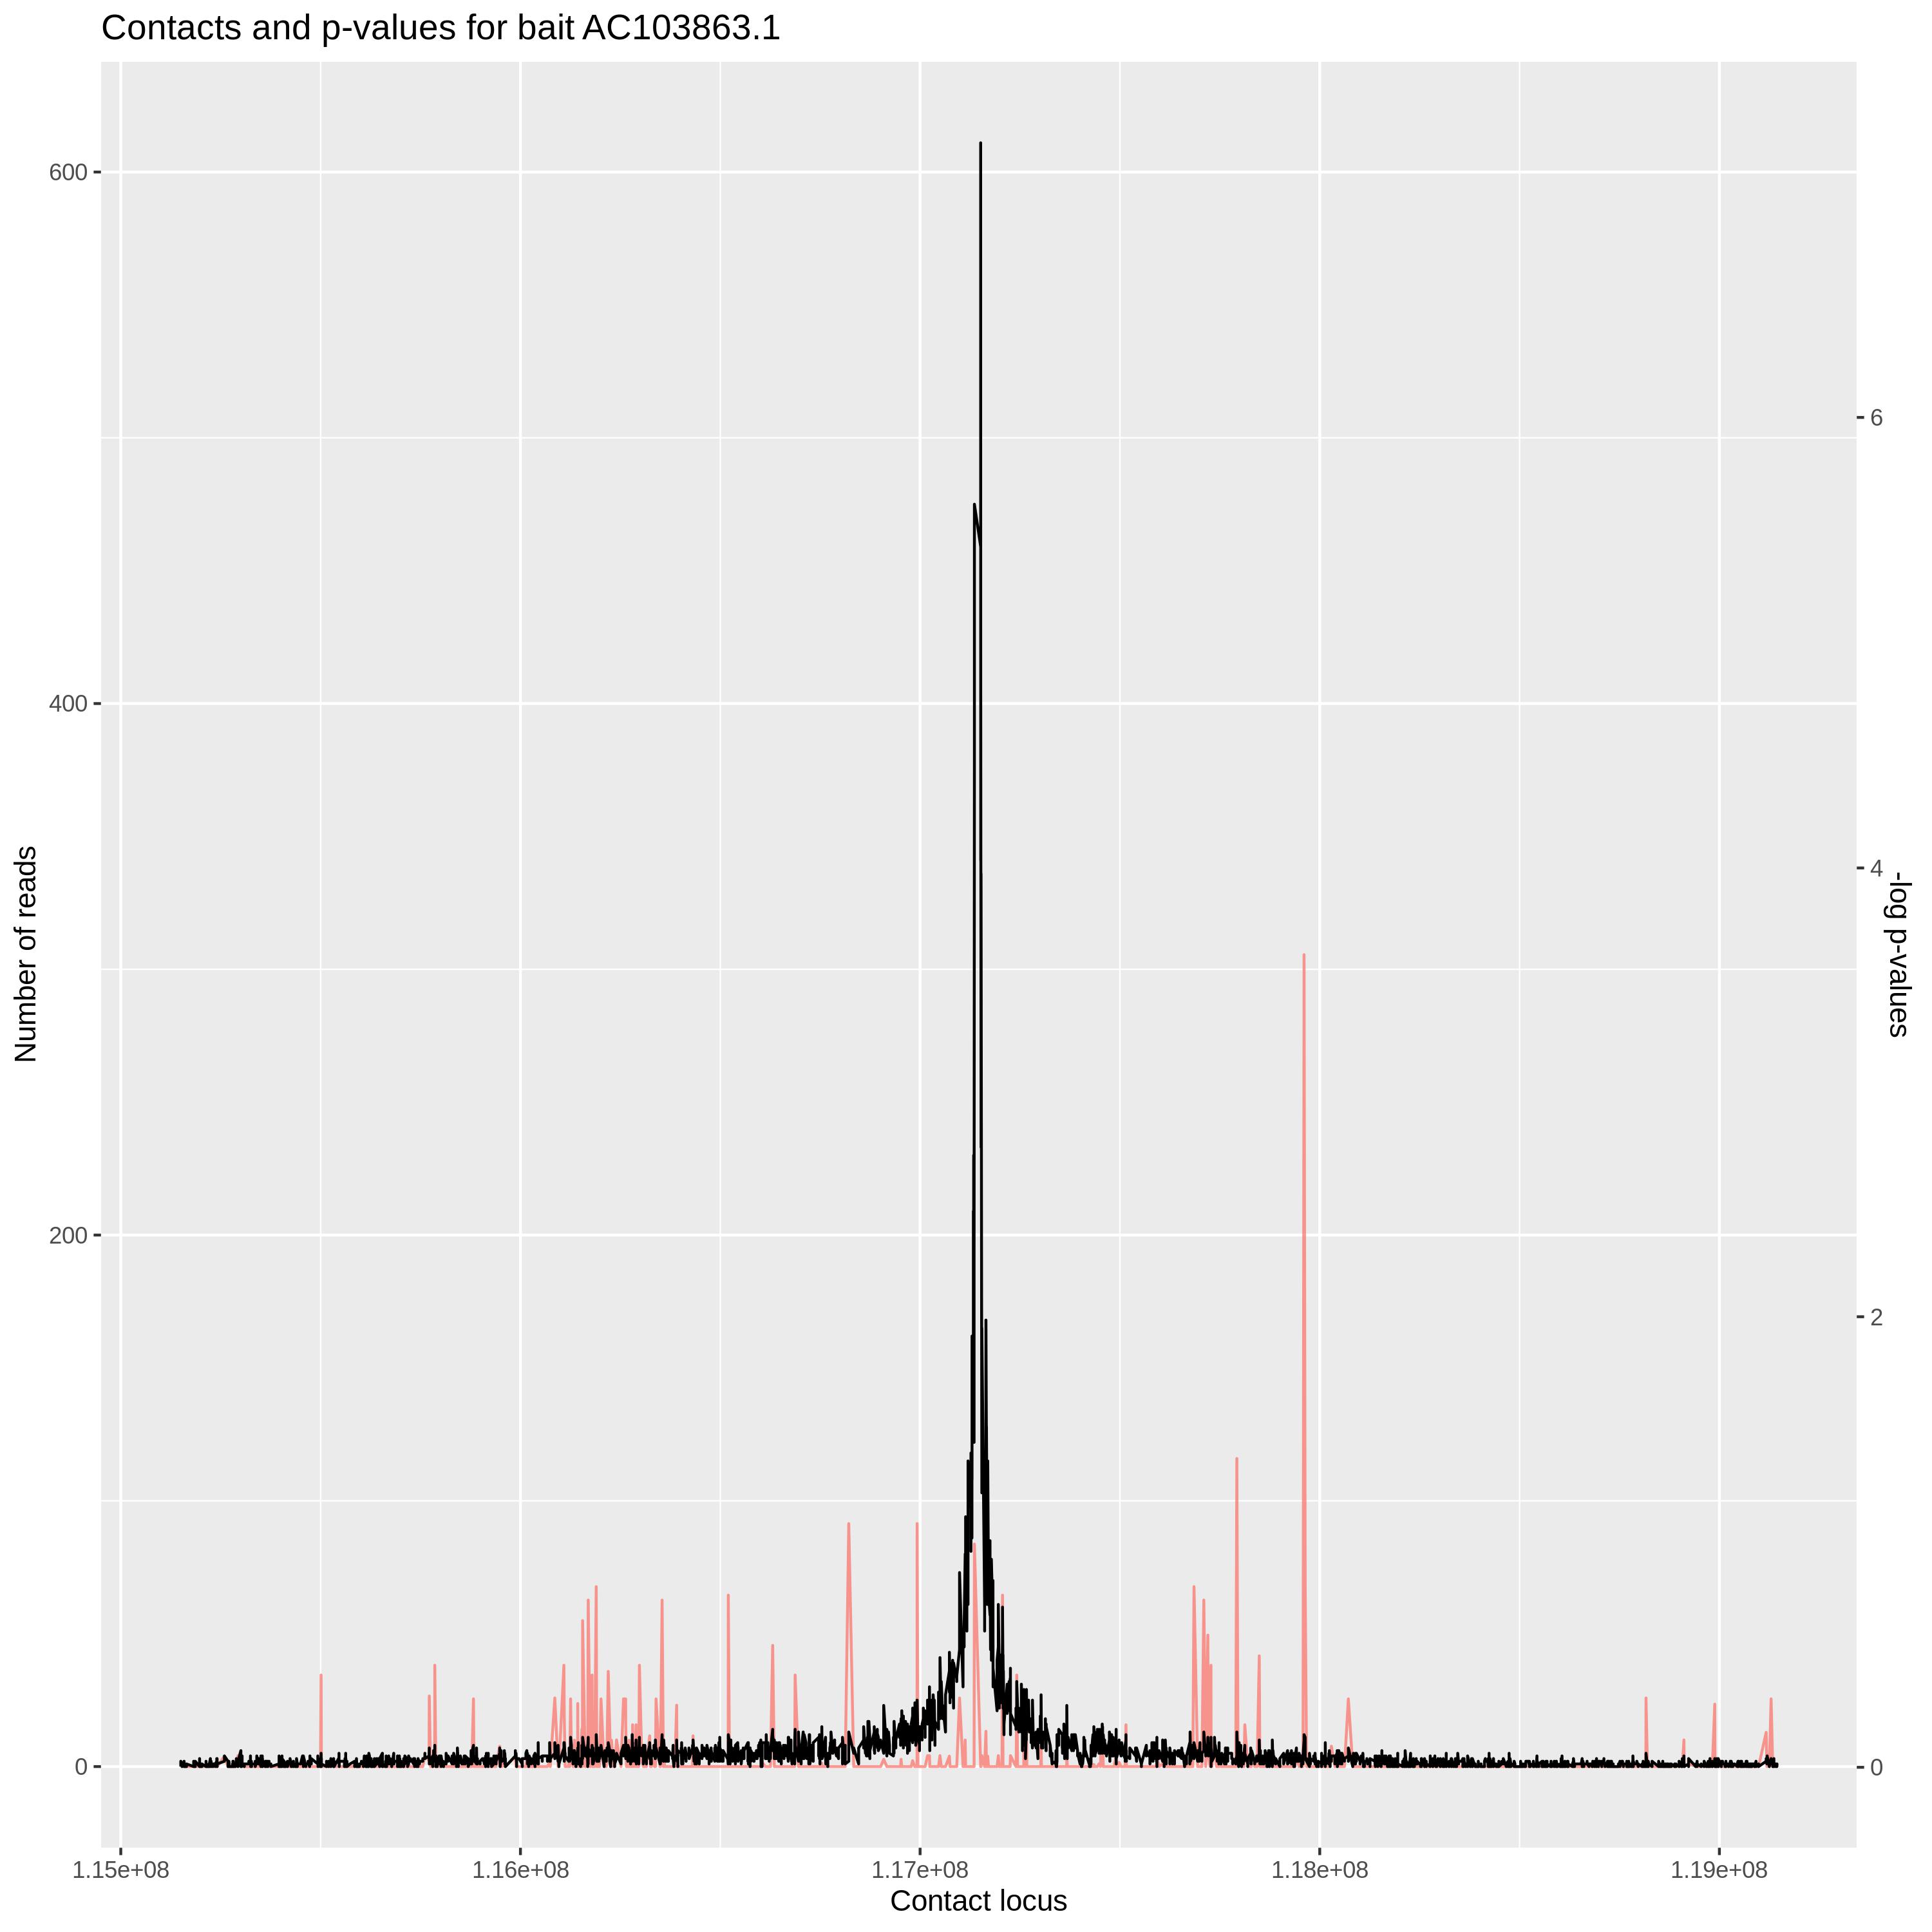 Contacts and p-values for bait AC103863.1
600
400
200
0
Number of reads
6
4
2
0
-log p-values
1.15e+08 1.16e+08 1.17e+08 1.18e+08 1.19e+08
Contact locus